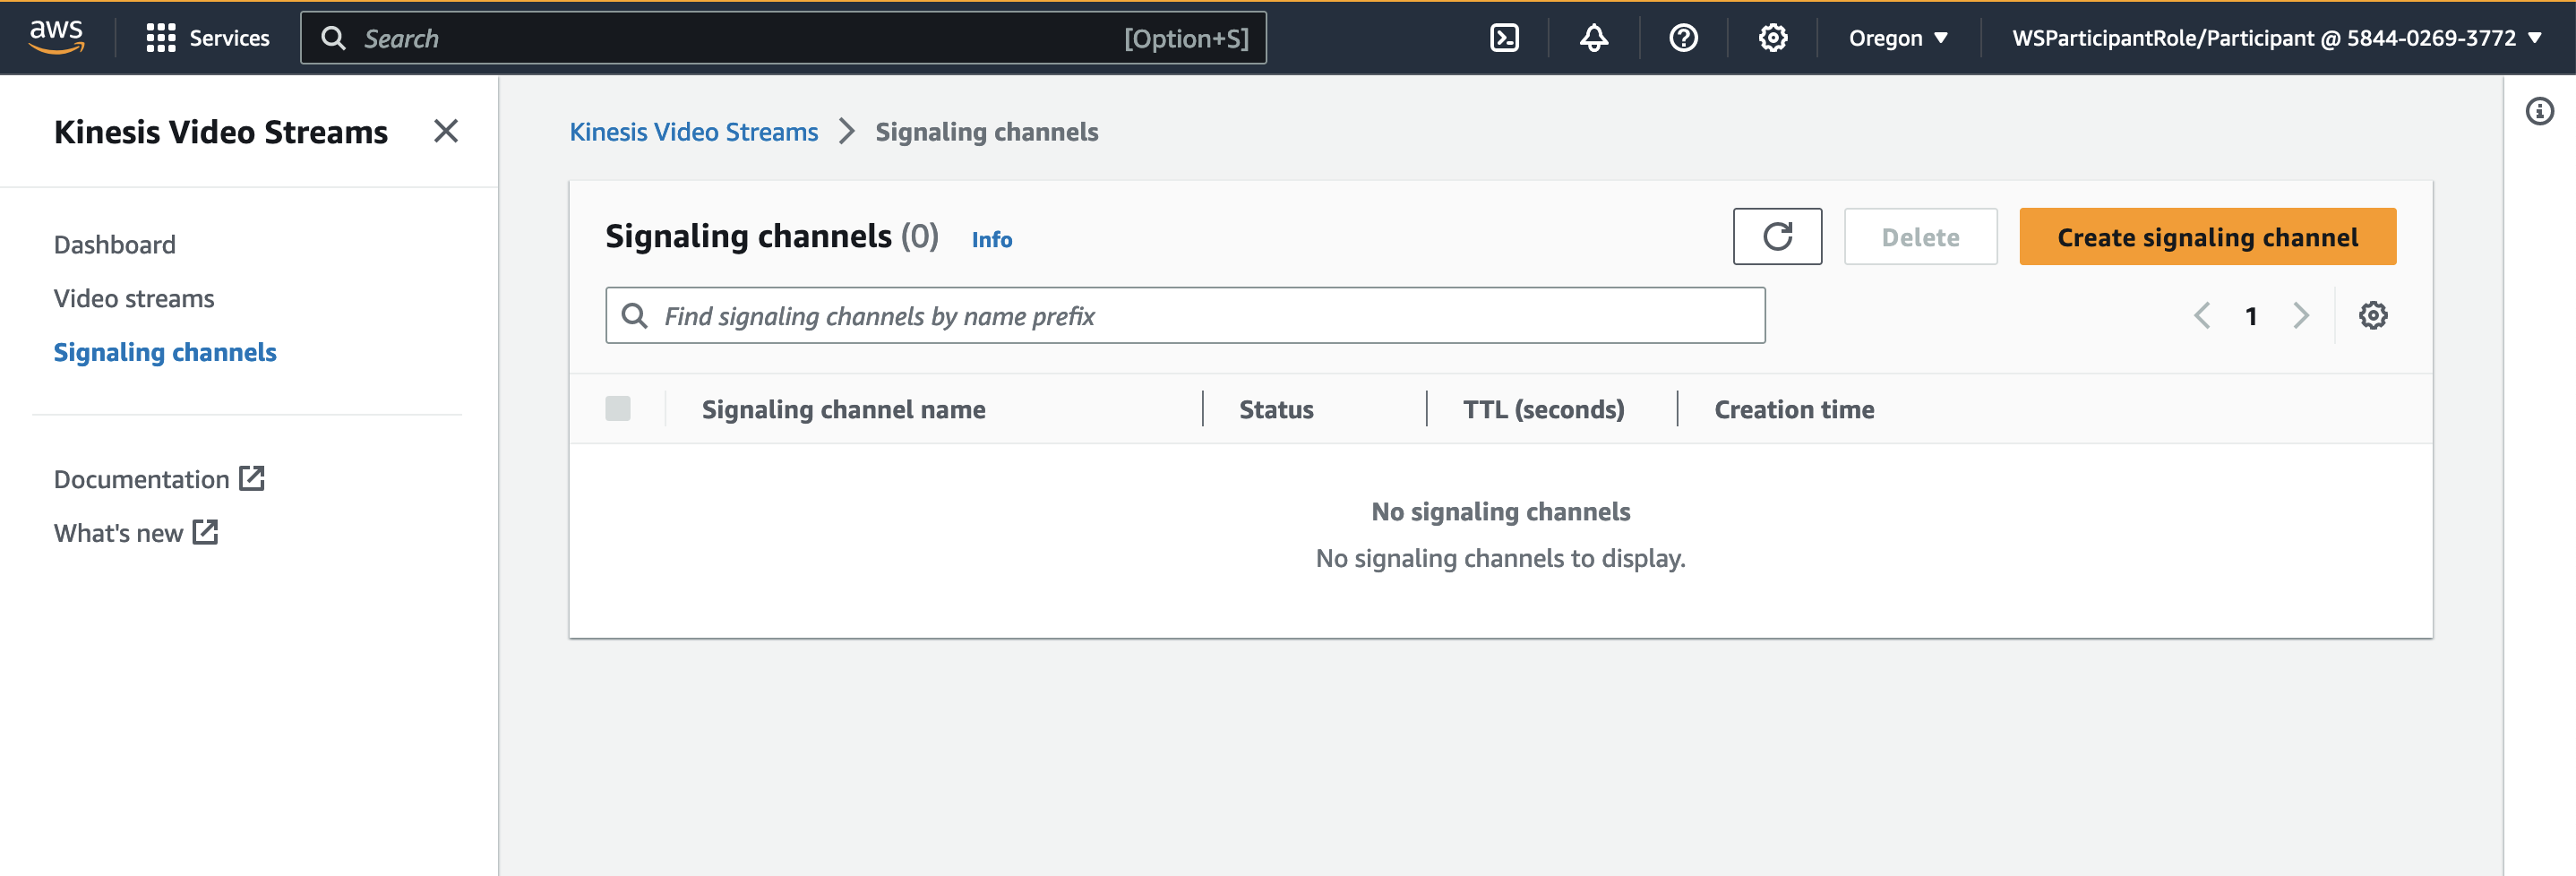 aws Services Search [Option+S] Oregon WSParticipantRole/Participant @ 5844-0269-3772
Kinesis Video Streams
Dashboard
Video streams
Signaling channels
Documentation
What's new
Kinesis Video Streams Signaling channels
Signaling channels (0) Info Delete Create signaling channel
Find signaling channels by name prefix 1
Signaling channel name Status TTL (seconds) Creation time
No signaling channels
No signaling channels to display.